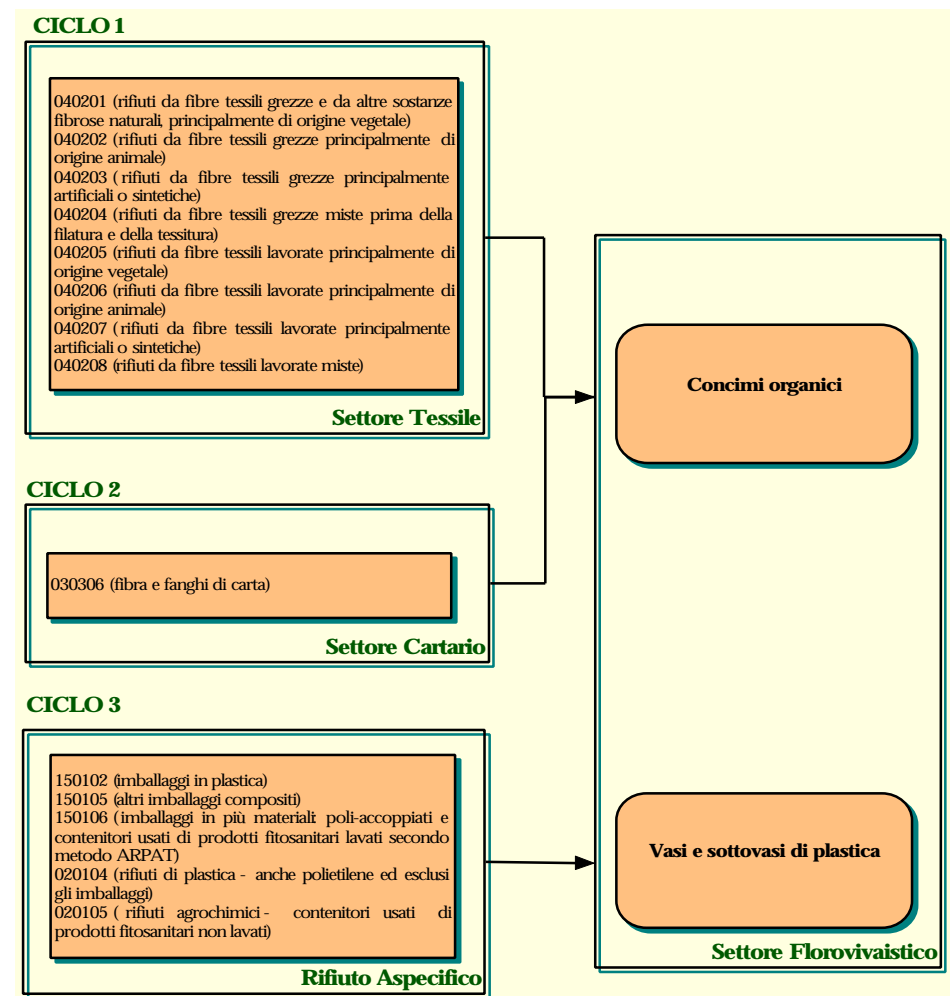 CICLO 1
040201 (rifiuti da fibre tessili grezze e da altre sostanze
fibrose naturali, principalmente di origine vegetale)
040202 (rifiuti da fibre tessili grezze principalmente di
origine animale)
040203 ( rifiuti da fibre tessili grezze principalmente
artificiali o sintetiche)
040204 (rifiuti da fibre tessili grezze miste prima della
filatura e della tessitura)
040205 (rifiuti da fibre tessili lavorate principalmente di
origine vegetale)
040206 (rifiuti da fibre tessili lavorate principalmente di
origine animale)
040207 ( rifiuti da fibre tessili lavorate principalmente
artificiali o sintetiche)
040208 (rifiuti da fibre tessili lavorate miste)
Settore Tessile
CICLO 2
030306 (fibra e fanghi di carta)
Settore Cartario
CICLO 3
150102 (imballaggi in plastica)
150105 (altri imballaggi compositi)
150106 (imballaggi in più materiali: poli-accoppiati e
contenitori usati di prodotti fitosanitari lavati secondo
metodo ARPAT)
020104 (rifiuti di plastica - anche polietilene ed esclusi
gli imballaggi)
020105 ( rifiuti agrochimici - contenitori usati di
prodotti fitosanitari non lavati)
Rifiuto Aspecifico
Concimi organici
Vasi e sottovasi di plastica
Settore Florovivaistico